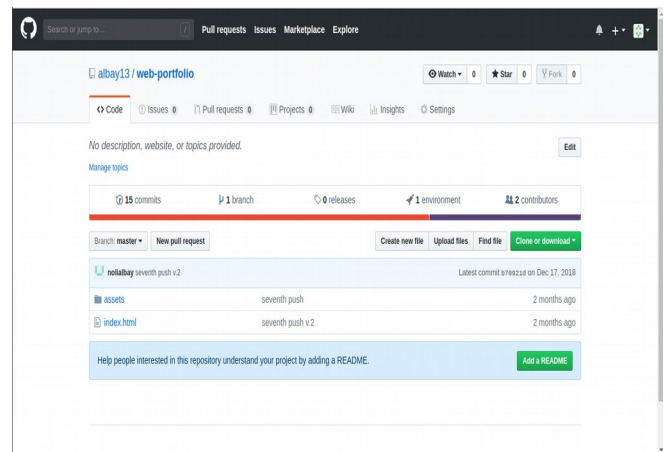 Search or jump to... / Pull requests Issues Marketplace Explore
albay13 / web-portfolio Watch 0 Star 0 Fork 0
Code Issues 0 Pull requests 0 Projects 0 Wiki Insights Settings
No description, website, or topics provided. Edit
Manage topics
15 commits 1 branch 0 releases 1 environment 2 contributors
Branch: master New pull request Create new file Upload files Find file Clone or download
nolialbay seventh push v.2 Latest commit on Dec 17, 2018
assets seventh push 2 months ago
index.html seventh push v.2 2 months ago
Help people interested in this repository understand your project by adding a README. Add a README